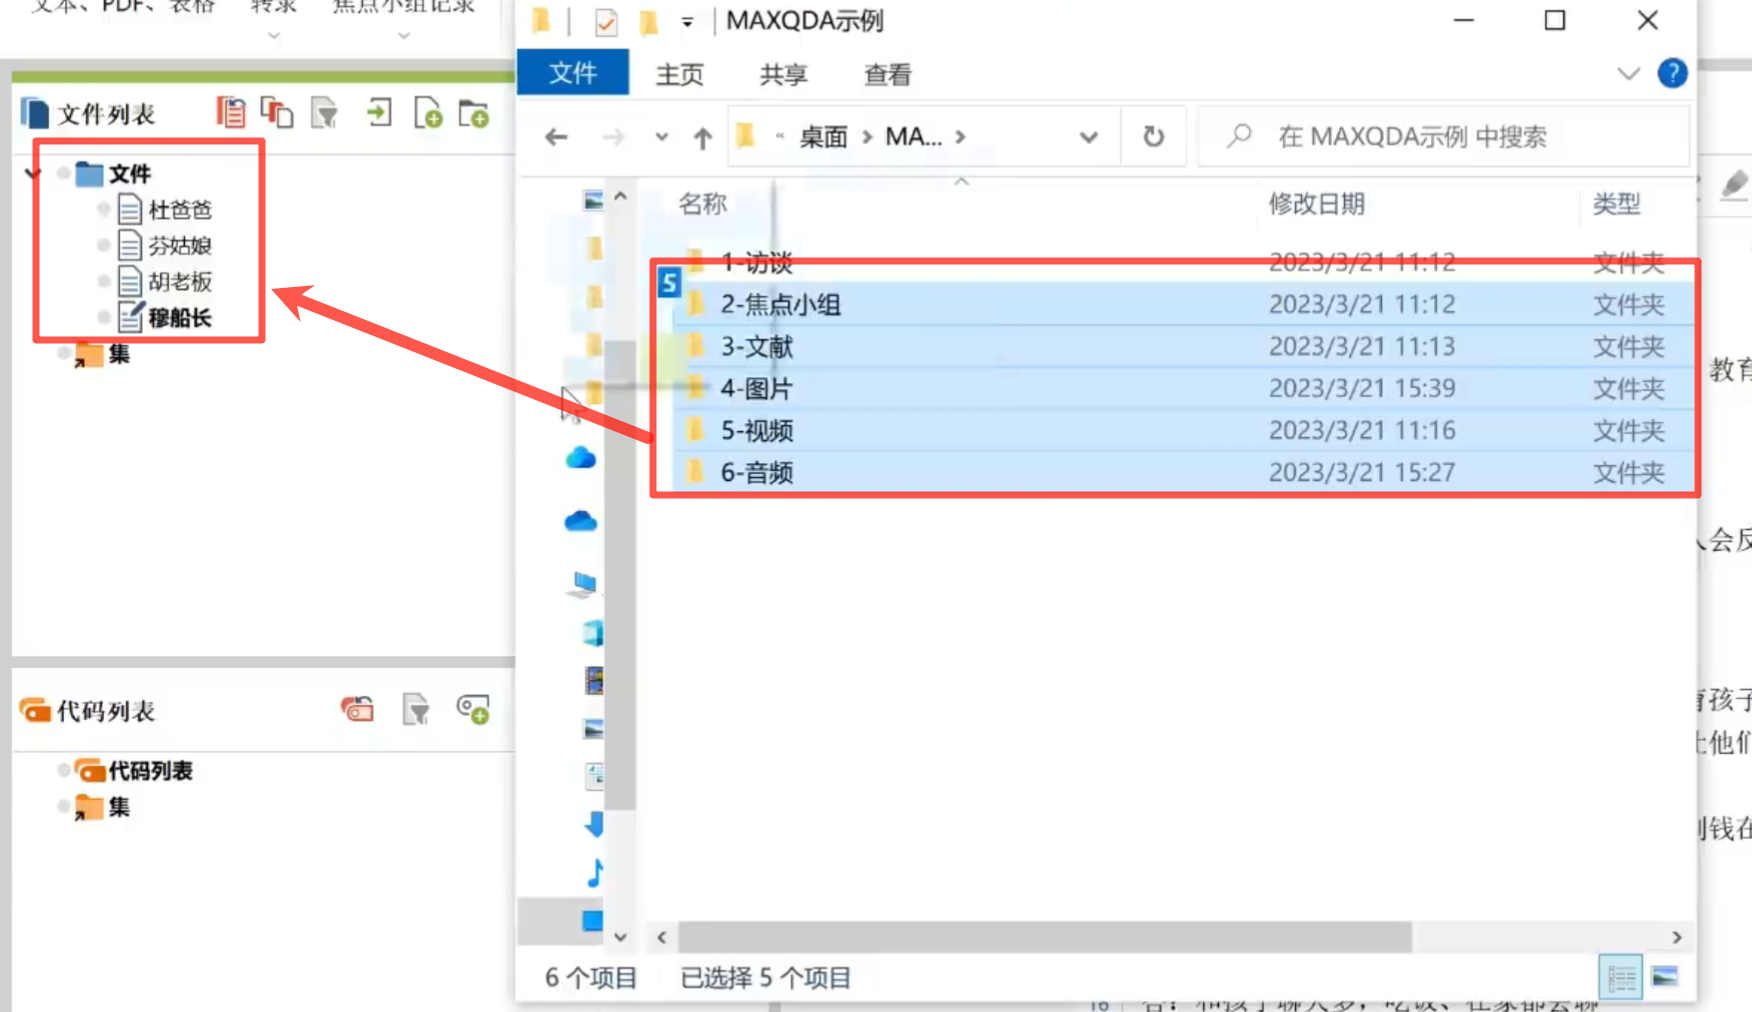 文本、PDF、表格 转录 焦点小组记录
文件列表
文件
杜爸爸
芬姑娘
胡老板
穆船长
集
代码列表
代码列表
集
MAXQDA示例
文件 主页 共享 查看
« 桌面 › MA... ›
在 MAXQDA示例 中搜索
名称 修改日期 类型
1-访谈 2023/3/21 11:12 文件夹
5
2-焦点小组 2023/3/21 11:12 文件夹
3-文献 2023/3/21 11:13 文件夹
4-图片 2023/3/21 15:39 文件夹
5-视频 2023/3/21 11:16 文件夹
6-音频 2023/3/21 15:27 文件夹
6 个项目 已选择 5 个项目
教育
会反
孩子
他们
钱在
16